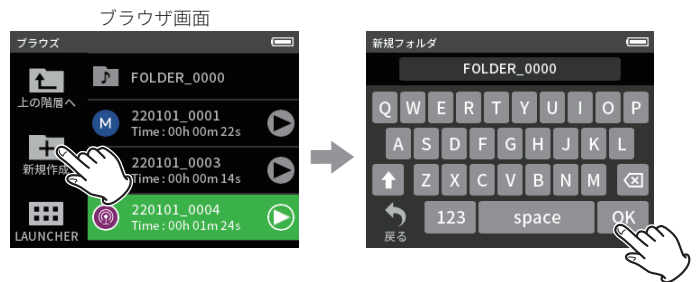 ブラウザ画面
ブラウズ
上の階層へ
新規作成
LAUNCHER
FOLDER_0000
M
220101_0001
Time : 00h 00m 22s
220101_0003
Time : 00h 00m 14s
220101_0004
Time : 00h 01m 24s
新規フォルダ
FOLDER_0000
Q W E R T Y U I O P
A S D F G H J K L
Z X C V B N M
戻る
123 space OK